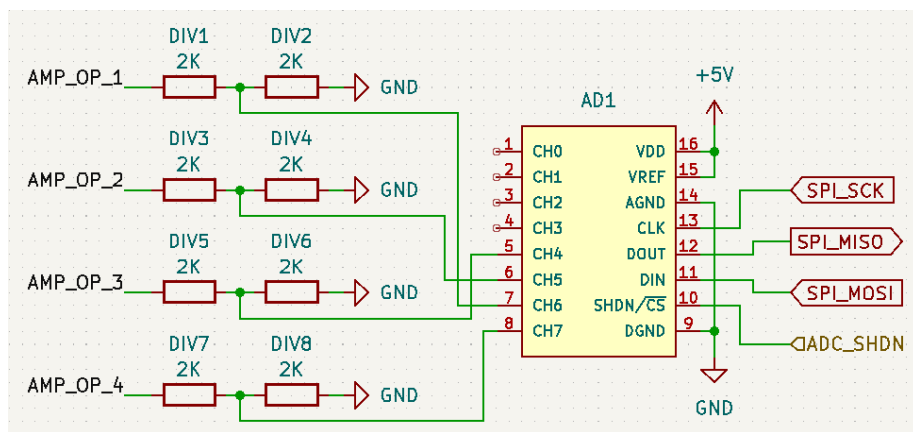 DIV1 DIV2
2K 2K
AMP_OP_1 GND
DIV3 DIV4
2K 2K
AMP_OP_2 GND
DIV5 DIV6
2K 2K
AMP_OP_3 GND
DIV7 DIV8
2K 2K
AMP_OP_4 GND
+5V
AD1
1 CH0 VDD 16
2 CH1 VREF 15
3 CH2 AGND 14
4 CH3 CLK 13
5 CH4 DOUT 12
6 CH5 DIN 11
7 CH6 SHDN/CS 10
8 CH7 DGND 9
SPI_SCK
SPI_MISO
SPI_MOSI
ADC_SHDN
GND